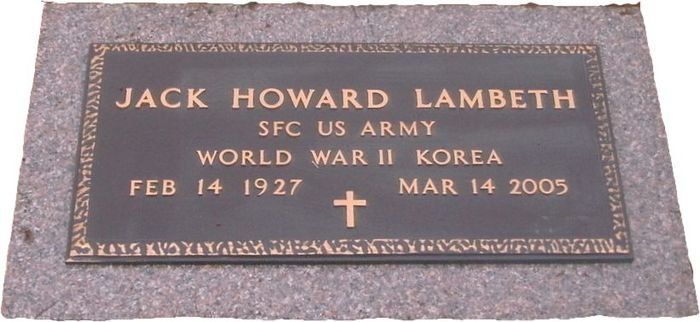 JACK HOWARD LAMBETH
SFC US ARMY
WORLD WAR II KOREA
FEB 14 1927 MAR 14 2005